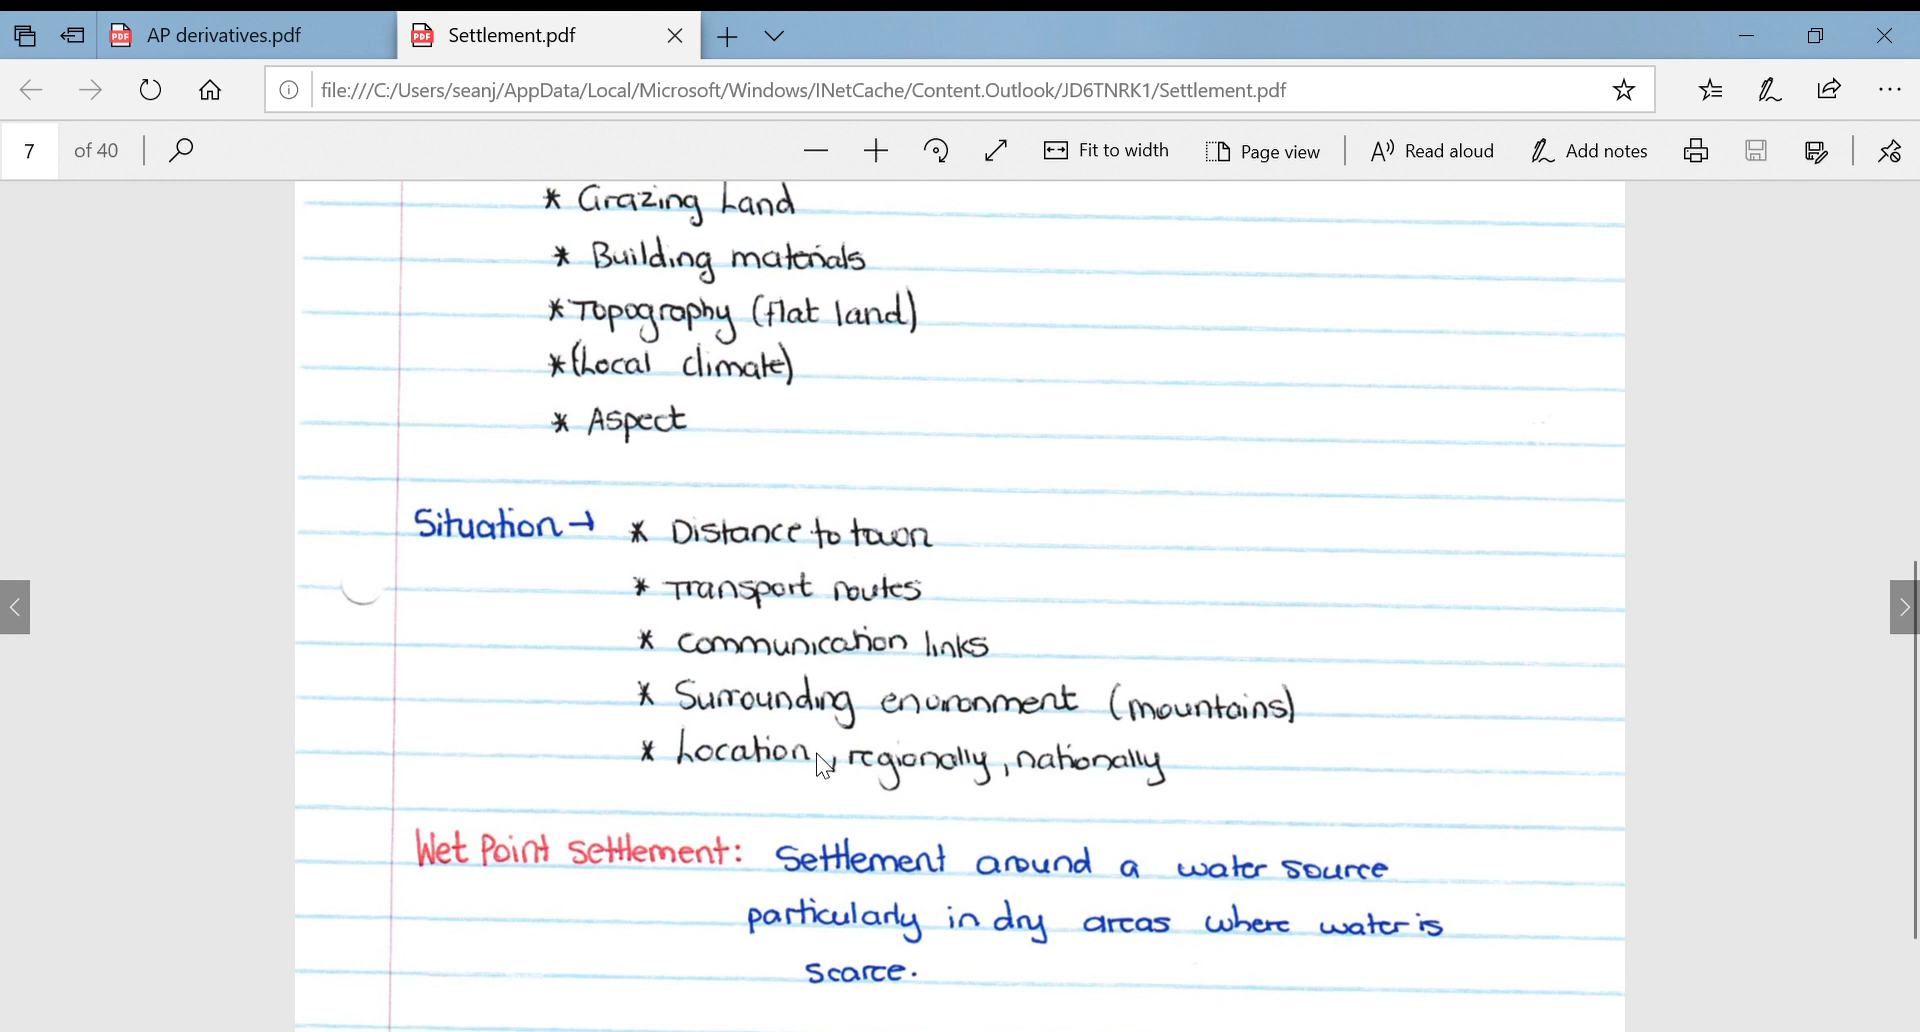 AP derivatives.pdf
Settlement.pdf
file:///C:/Users/seanj/AppData/Local/Microsoft/Windows/INetCache/Content.Outlook/JD6TNRK1/Settlement.pdf
7 of 40
Fit to width
Page view
Read aloud
Add notes
* Grazing Land
* Building materials
* Topography (flat land)
* (Local climate)
* Aspect
Situation → * Distance to town
* Transport routes
* Communication links
* Surrounding environment (mountains)
* Location, regionally, nationally
Wet Point settlement: Settlement around a water source
particularly in dry areas where water is
scarce.